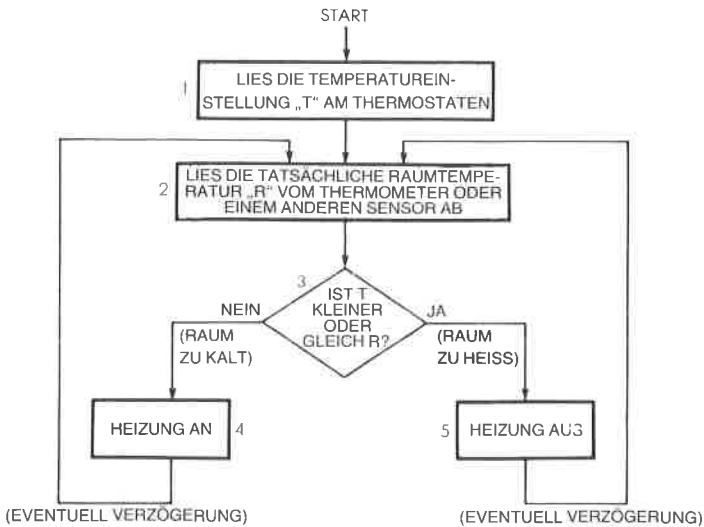 START
1
LIES DIE TEMPERATUREIN-
STELLUNG „T“ AM THERMOSTATEN
2
LIES DIE TATSÄCHLICHE RAUMTEMPE-
RATUR „R“ VOM THERMOMETER ODER
EINEM ANDEREN SENSOR AB
3
IST T
KLEINER
ODER
GLEICH R?
NEIN
(RAUM
ZU KALT)
JA
(RAUM
ZU HEISS)
HEIZUNG AN
4
5
HEIZUNG AUS
(EVENTUELL VERZÖGERUNG)
(EVENTUELL VERZÖGERUNG)